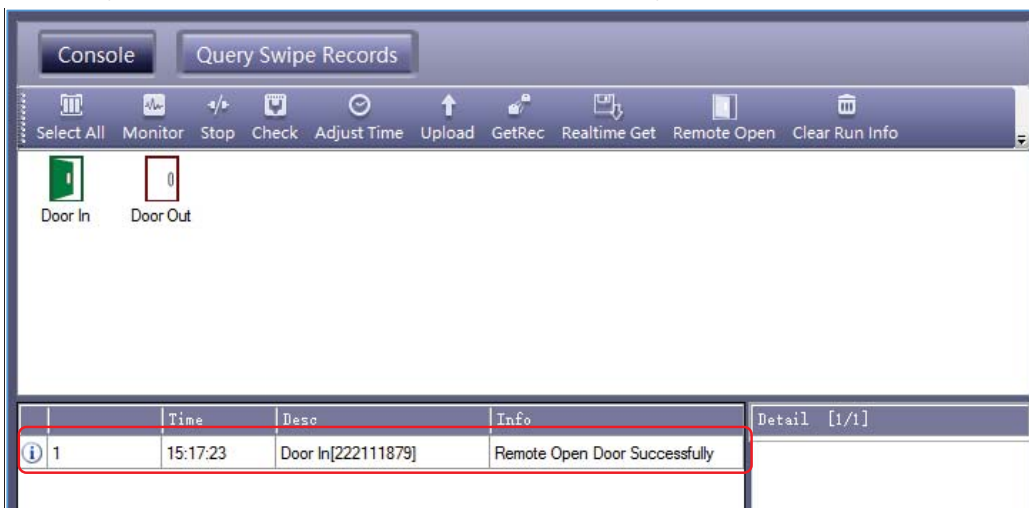 Console Query Swipe Records
Select All Monitor Stop Check Adjust Time Upload GetRec Realtime Get Remote Open Clear Run Info
Door In Door Out
Time Desc Info Detail [1/1]
1 15:17:23 Door In[222111879] Remote Open Door Successfully